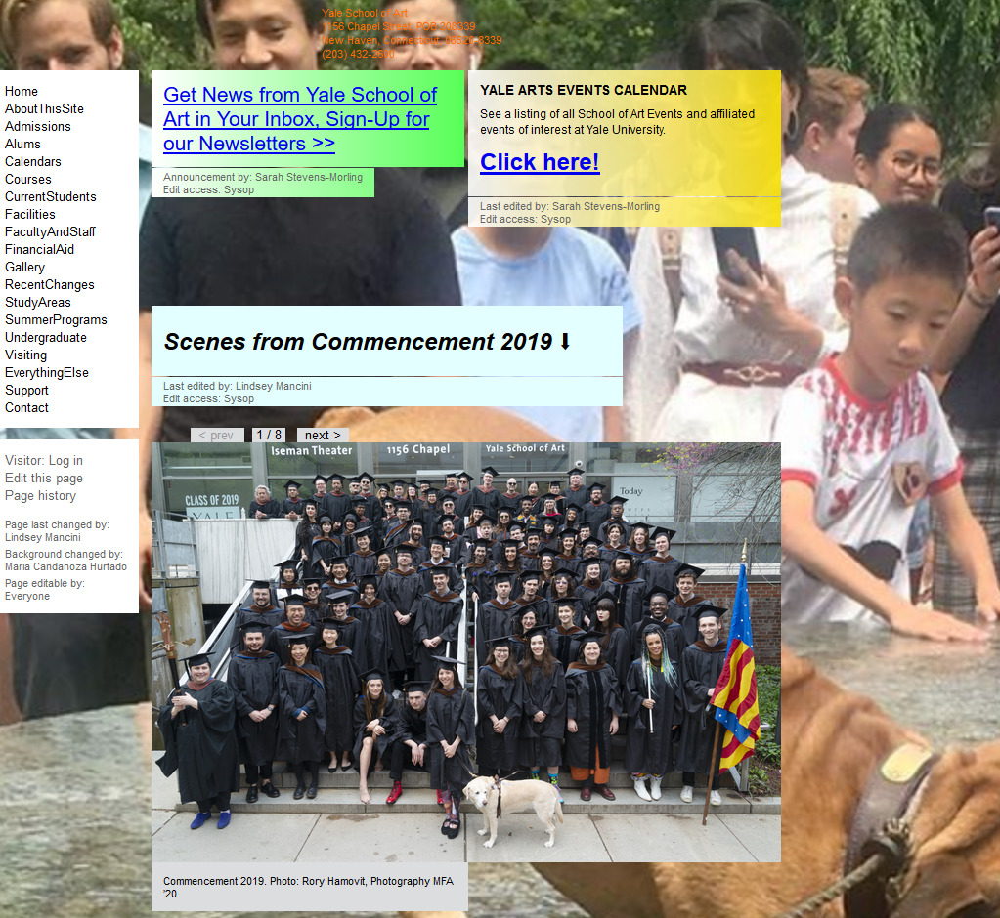 Yale School of Art
1156 Chapel Street, POB 208339
New Haven, Connecticut, 06520-8339
(203) 432-2600
Home
AboutThisSite
Admissions
Alums
Calendars
Courses
CurrentStudents
Facilities
FacultyAndStaff
FinancialAid
Gallery
RecentChanges
StudyAreas
SummerPrograms
Undergraduate
Visiting
EverythingElse
Support
Contact
Visitor: Log in
Edit this page
Page history
Page last changed by:
Lindsey Mancini
Background changed by:
Maria Candanoza Hurtado
Page editable by:
Everyone
Get News from Yale School of
Art in Your Inbox, Sign-Up for
our Newsletters >>
Announcement by: Sarah Stevens-Morling
Edit access: Sysop
YALE ARTS EVENTS CALENDAR
See a listing of all School of Art Events and affiliated
events of interest at Yale University.
Click here!
Last edited by: Sarah Stevens-Morling
Edit access: Sysop
Scenes from Commencement 2019 ⬇
Last edited by: Lindsey Mancini
Edit access: Sysop
< prev 1 / 8 next >
Iseman Theater 1156 Chapel Yale School of Art
Today
CLASS OF 2019
YALE
Commencement 2019. Photo: Rory Hamovit, Photography MFA
'20.